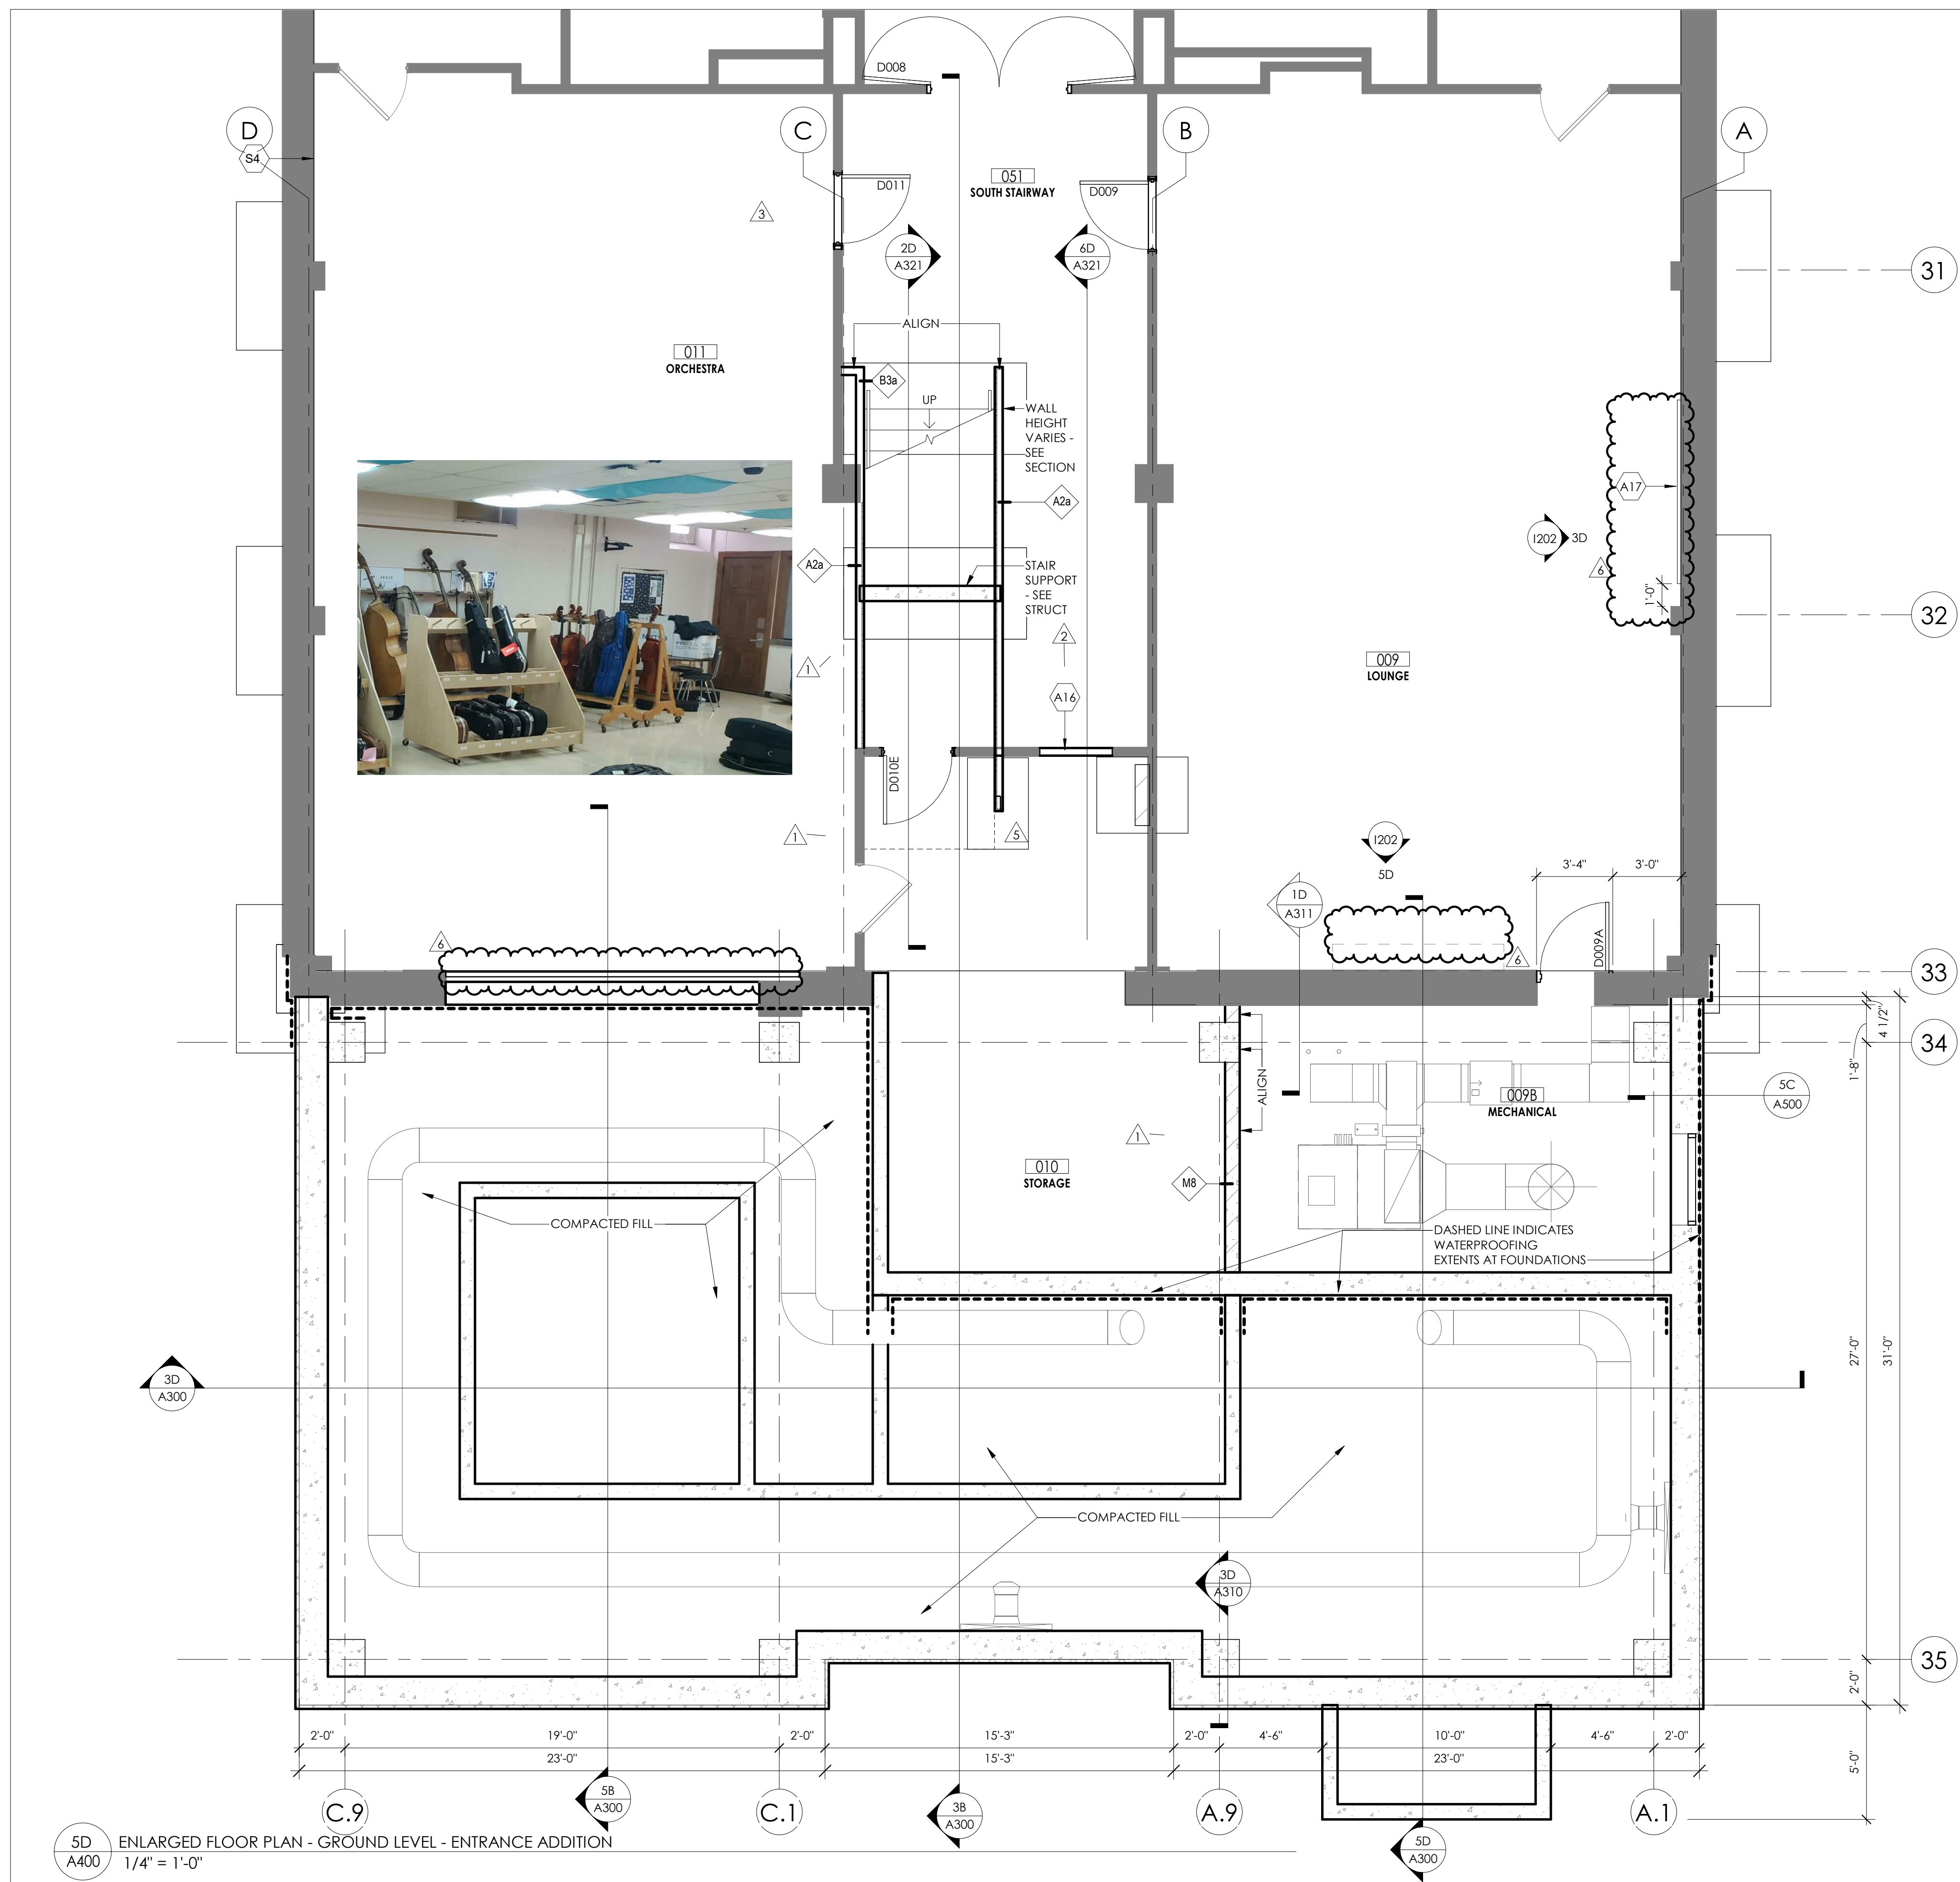 D008
D
C
B
A
S4
051
SOUTH STAIRWAY
D011
D009
3
2D
A321
6D
A321
31
ALIGN
011
ORCHESTRA
B3a
UP
WALL
HEIGHT
VARIES -
SEE
SECTION
A17
A2a
I202
3D
A2a
STAIR
SUPPORT
- SEE
STRUCT
6
1'-0"
32
2
1
009
LOUNGE
A16
D010E
1
5
I202
5D
3'-4"
3'-0"
1D
A311
D009A
6
6
33
4 1/2"
34
1'-8"
ALIGN
009B
MECHANICAL
5C
A500
1
010
STORAGE
M8
COMPACTED FILL
DASHED LINE INDICATES
WATERPROOFING
EXTENTS AT FOUNDATIONS
27'-0"
31'-0"
3D
A300
COMPACTED FILL
3D
A310
35
2'-0"
2'-0"
19'-0"
2'-0"
15'-3"
2'-0"
4'-6"
10'-0"
4'-6"
2'-0"
23'-0"
15'-3"
23'-0"
5'-0"
C.9
5B
A300
C.1
3B
A300
A.9
A.1
5D
A300
5D
A400
ENLARGED FLOOR PLAN - GROUND LEVEL - ENTRANCE ADDITION
1/4" = 1'-0"